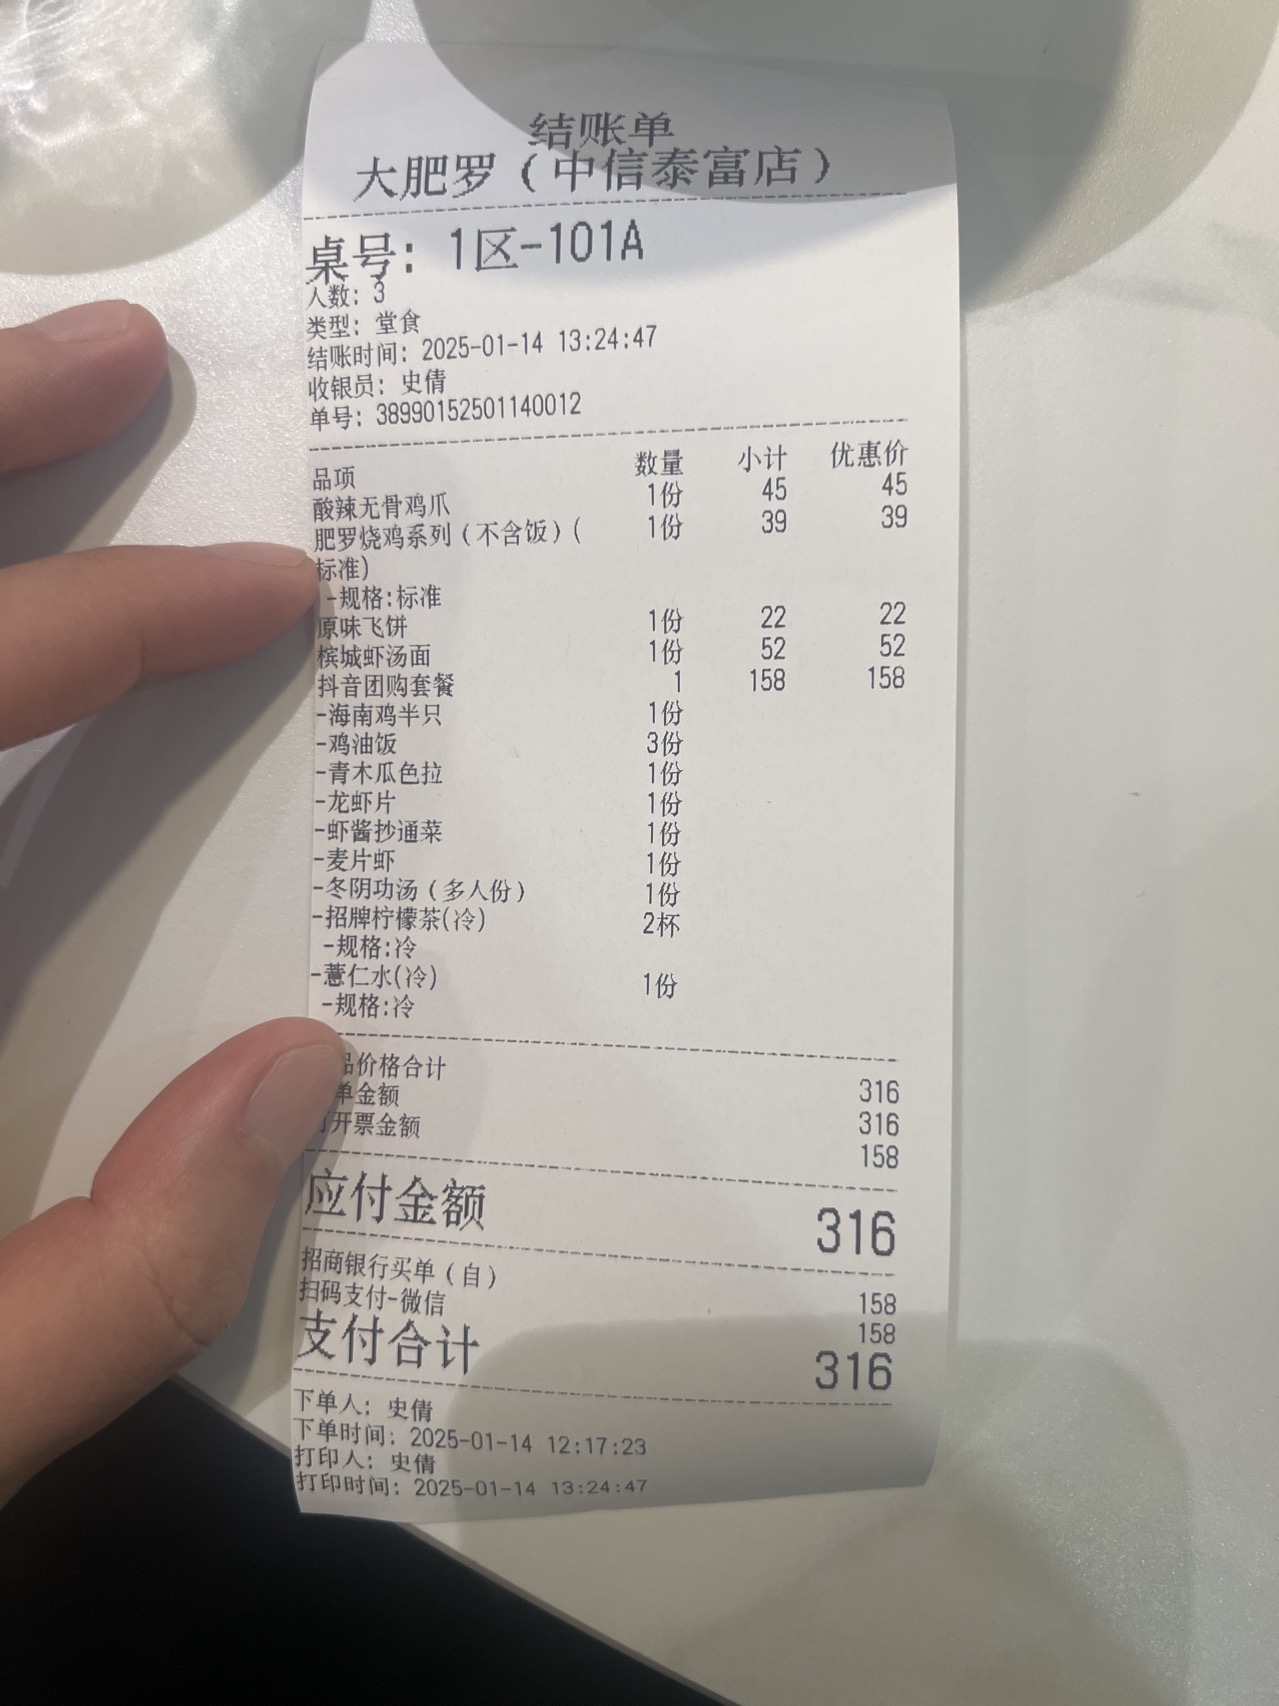 结账单
大肥罗（中信泰富店）
桌号：1区-101A
人数：3
类型：堂食
结账时间：2025-01-14 13:24:47
收银员：史倩
单号：38990152501140012
品项 数量 小计 优惠价
酸辣无骨鸡爪 1份 45 45
肥罗烧鸡系列（不含饭）( 1份 39 39
标准)
-规格:标准
原味飞饼 1份 22 22
槟城虾汤面 1份 52 52
抖音团购套餐 1 158 158
-海南鸡半只 1份
-鸡油饭 3份
-青木瓜色拉 1份
-龙虾片 1份
-虾酱抄通菜 1份
-麦片虾 1份
-冬阴功汤（多人份） 1份
-招牌柠檬茶(冷) 2杯
-规格:冷
-薏仁水(冷) 1份
-规格:冷
品价格合计 316
单金额 316
开票金额 158
应付金额 316
招商银行买单（自） 158
扫码支付-微信 158
支付合计 316
下单人：史倩
下单时间：2025-01-14 12:17:23
打印人：史倩
打印时间：2025-01-14 13:24:47